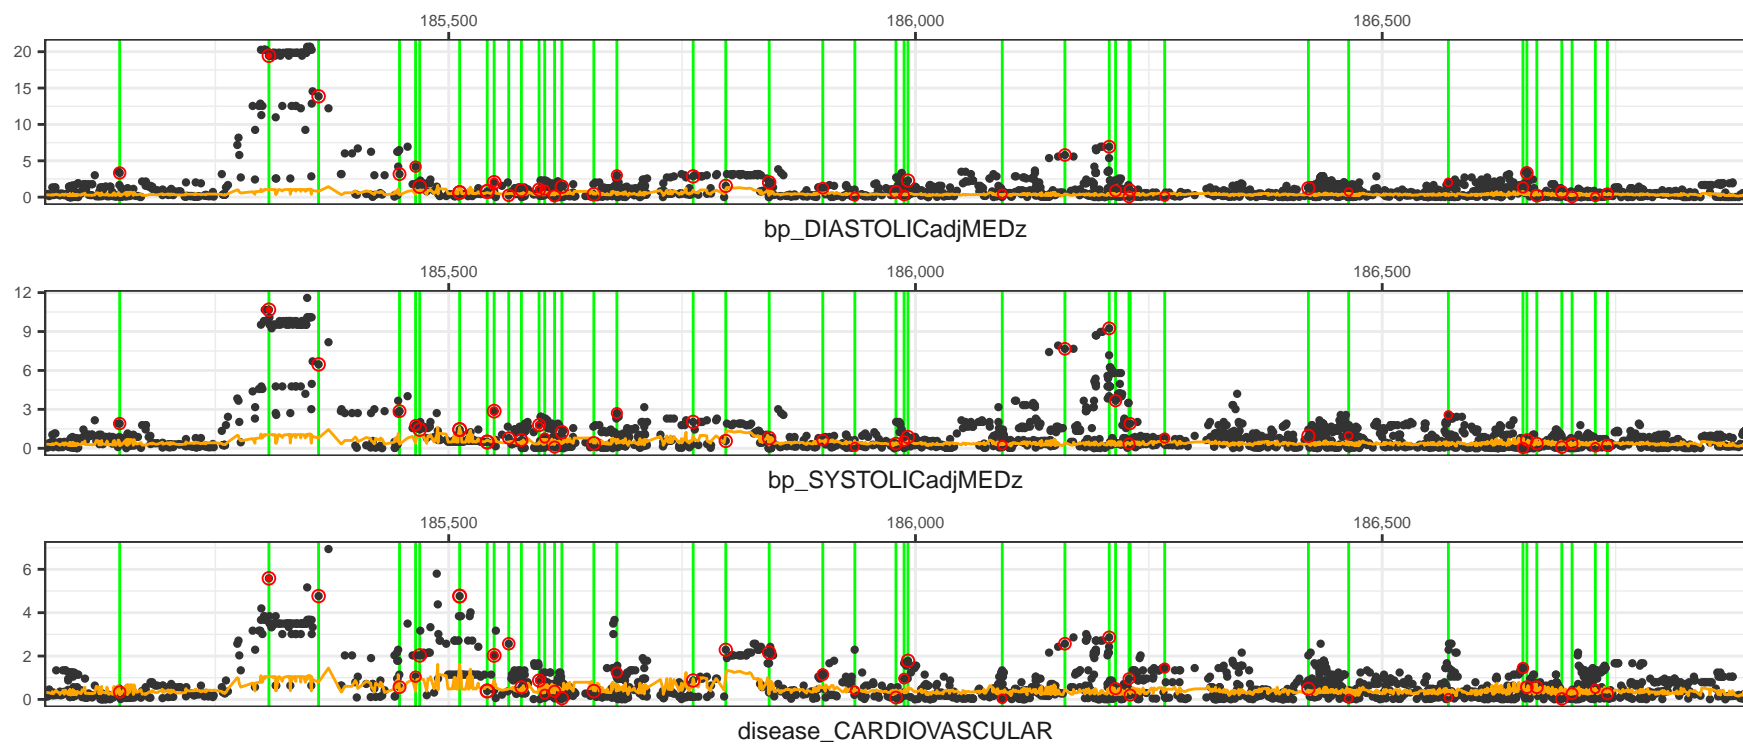 185,500 186,000 186,500
20
15
10
5
0
bp_DIASTOLICadjMEDz
185,500 186,000 186,500
12
9
6
3
0
bp_SYSTOLICadjMEDz
185,500 186,000 186,500
6
4
2
0
disease_CARDIOVASCULAR